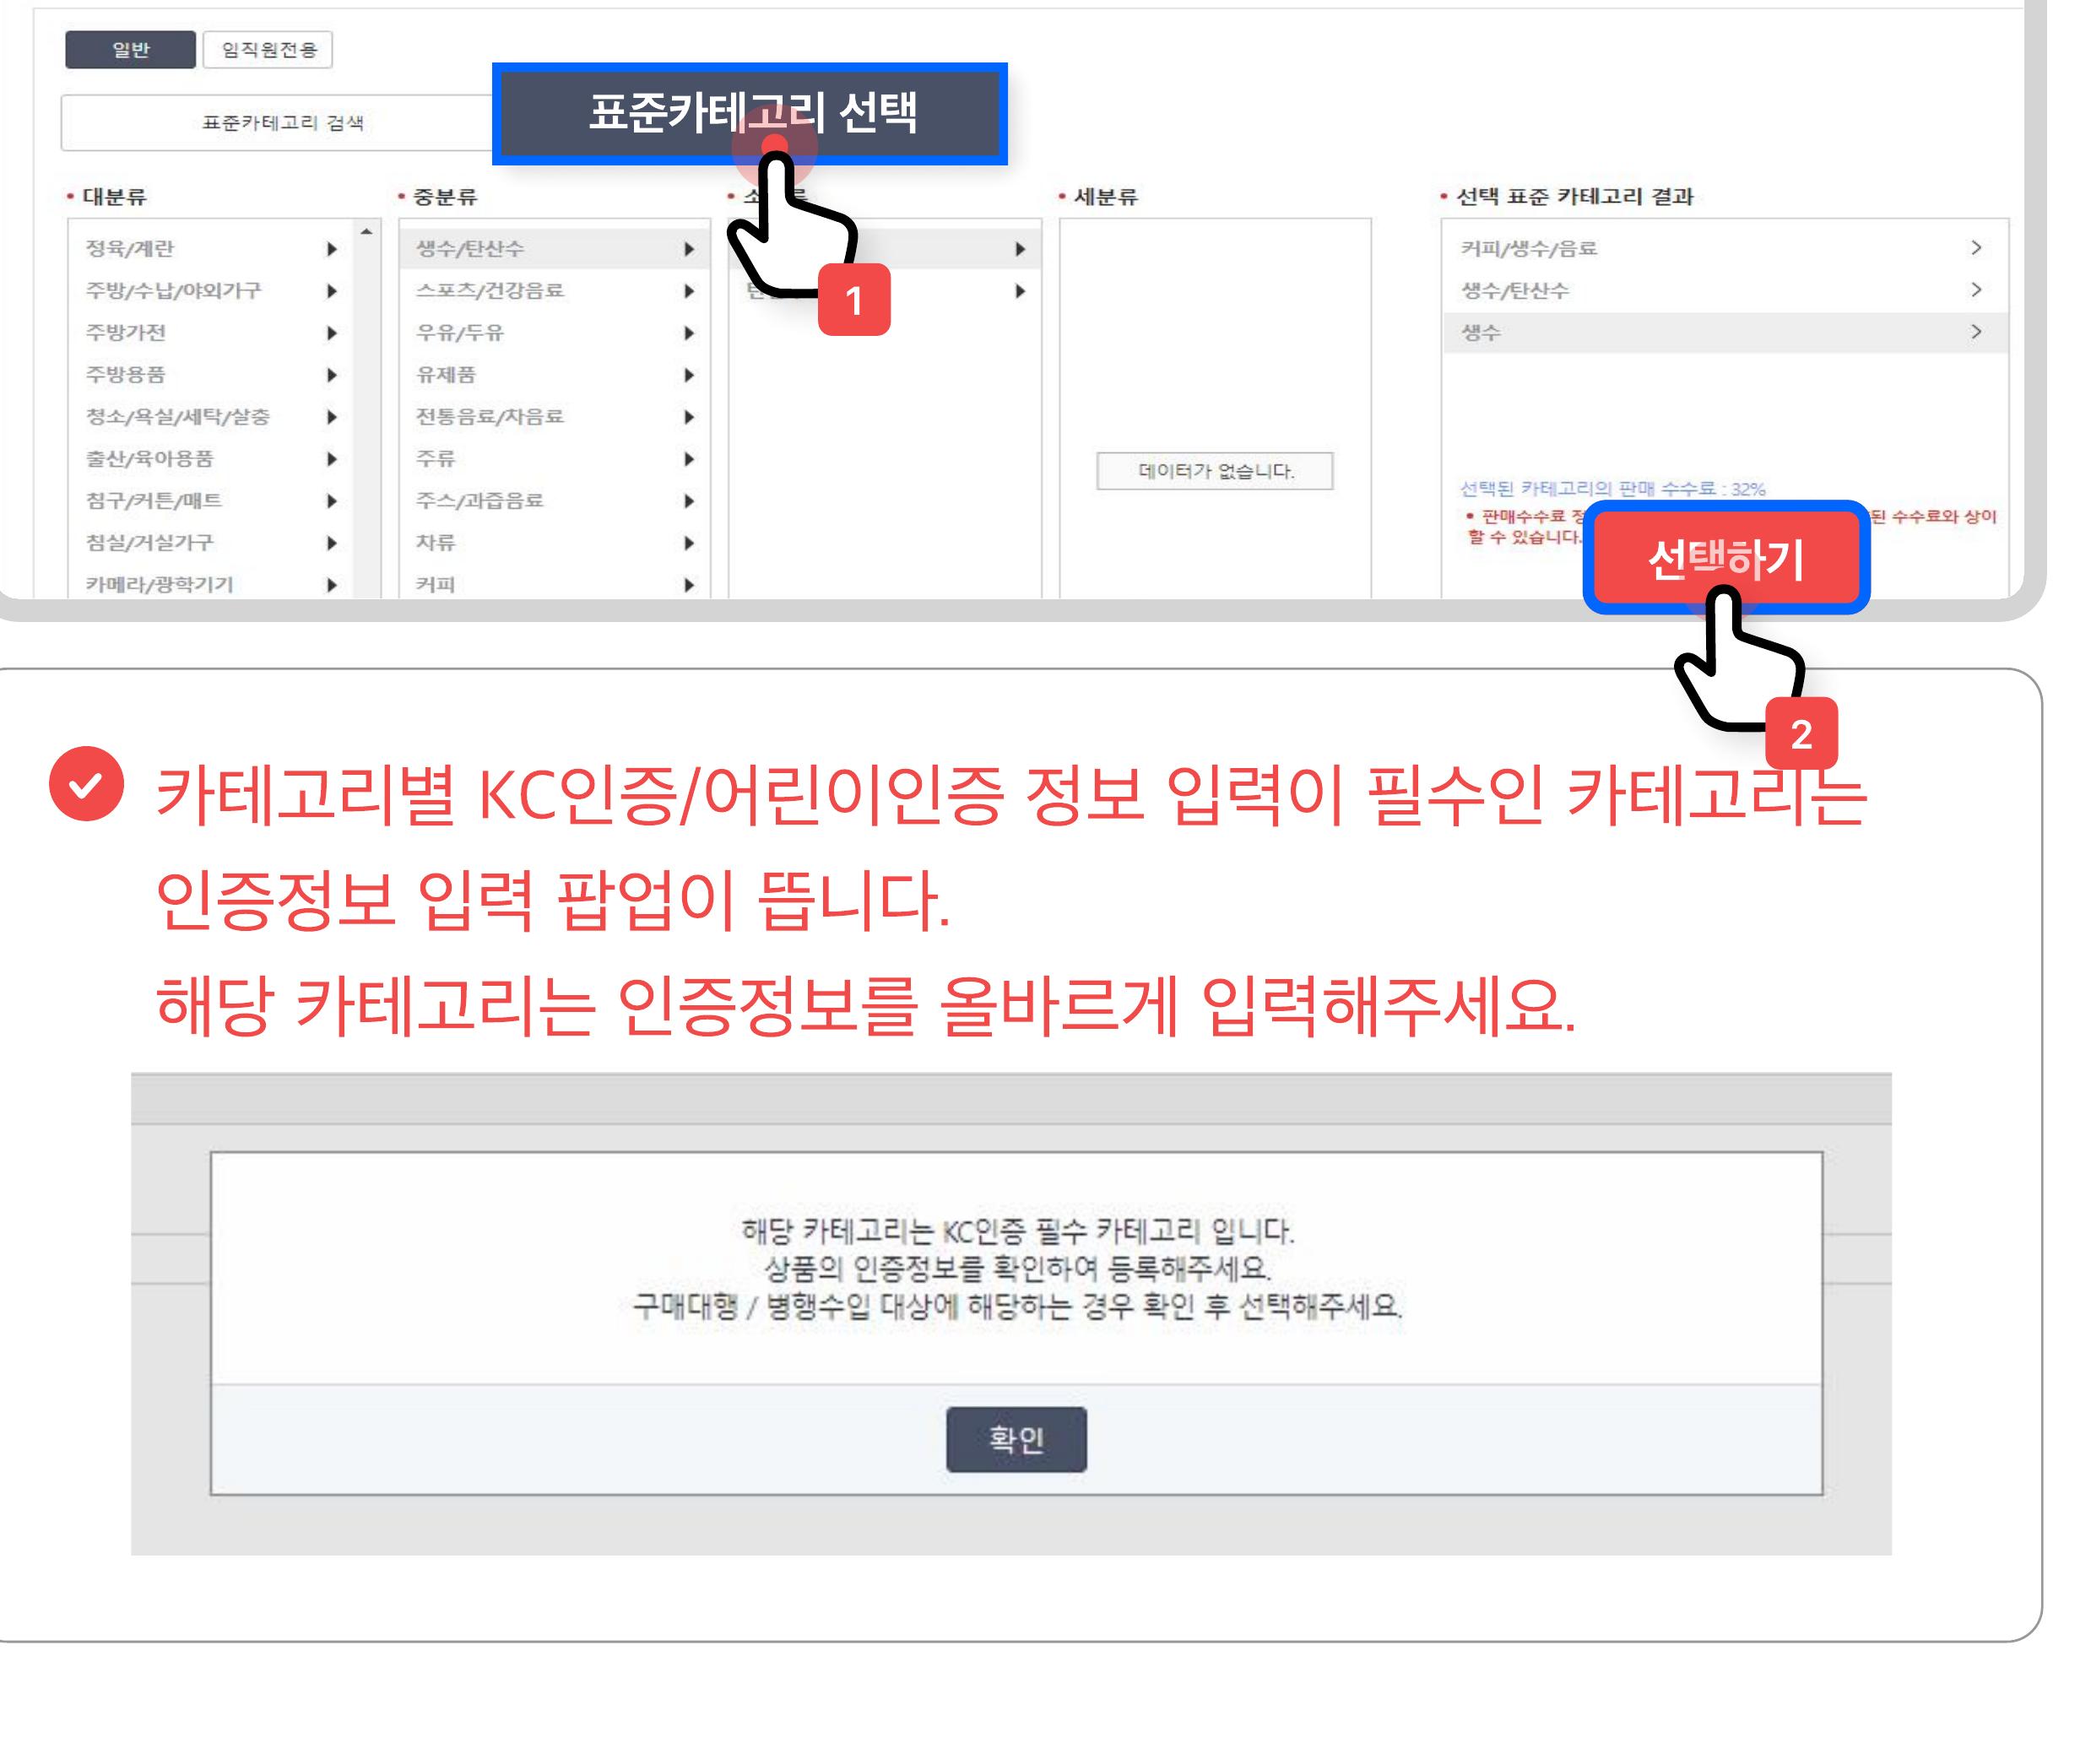 일반
임직원전용
표준카테고리 검색
표준카테고리 선택
• 대분류
• 중분류
• 세분류
• 선택 표준 카테고리 결과
정육/계란
주방/수납/야외가구
주방가전
주방용품
청소/욕실/세탁/살충
출산/육아용품
침구/커튼/매트
침실/거실가구
카메라/광학기기
생수/탄산수
스포츠/건강음료
우유/두유
유제품
전통음료/차음료
주류
주스/과즙음료
차류
커피
1
데이터가 없습니다.
커피/생수/음료
생수/탄산수
생수
선택된 카테고리의 판매 수수료 : 32%
• 판매수수료 된 수수료와 상이
할 수 있습니다.
선택하기
2
카테고리별 KC인증/어린이인증 정보 입력이 필수인 카테고리는
인증정보 입력 팝업이 뜹니다.
해당 카테고리는 인증정보를 올바르게 입력해주세요.
해당 카테고리는 KC인증 필수 카테고리 입니다.
상품의 인증정보를 확인하여 등록해주세요.
구매대행 / 병행수입 대상에 해당하는 경우 확인 후 선택해주세요.
확인